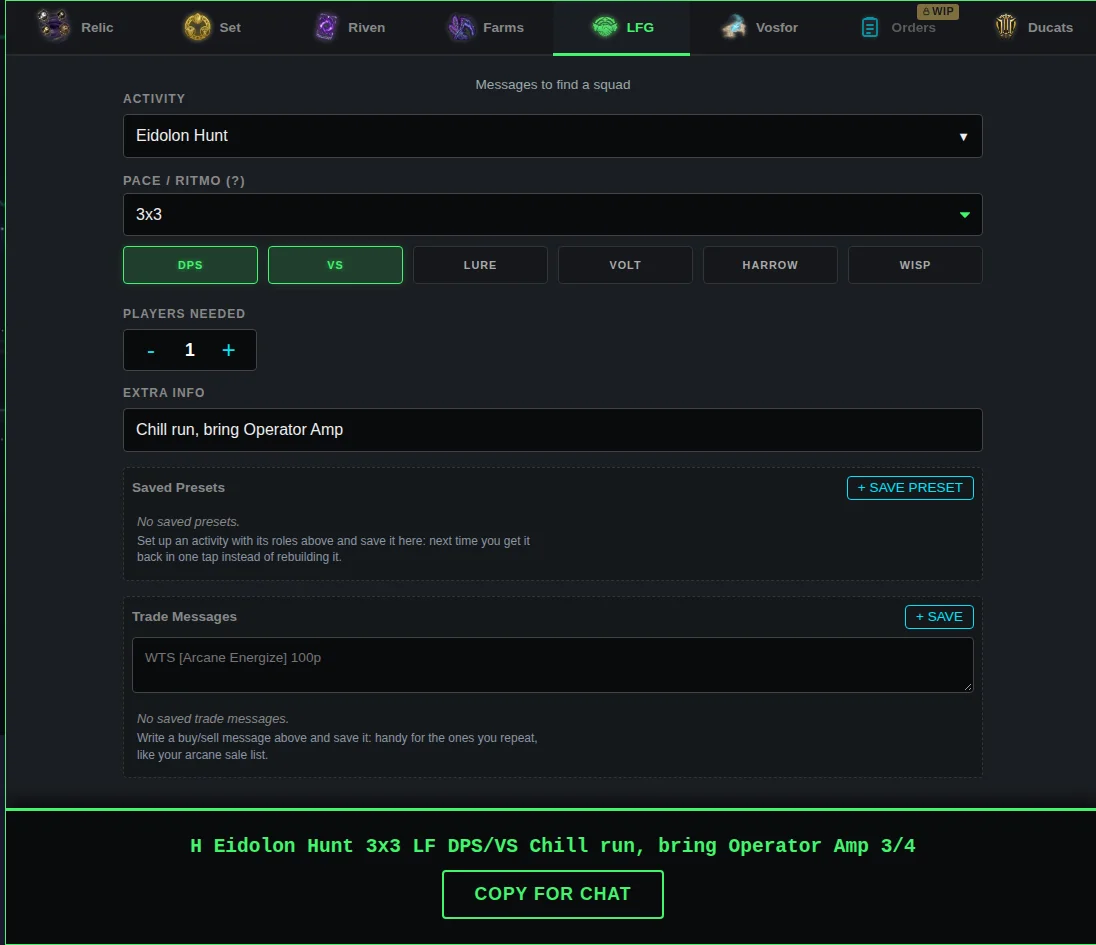 Relic
Set
Riven
Farms
LFG
Vosfor
WIP
Orders
Ducats
Messages to find a squad
ACTIVITY
Eidolon Hunt
PACE / RITMO (?)
3x3
DPS
VS
LURE
VOLT
HARROW
WISP
PLAYERS NEEDED
- 1 +
EXTRA INFO
Chill run, bring Operator Amp
Saved Presets
+ SAVE PRESET
No saved presets.
Set up an activity with its roles above and save it here: next time you get it
back in one tap instead of rebuilding it.
Trade Messages
+ SAVE
WTS [Arcane Energize] 100p
No saved trade messages.
Write a buy/sell message above and save it: handy for the ones you repeat,
like your arcane sale list.
H Eidolon Hunt 3x3 LF DPS/VS Chill run, bring Operator Amp 3/4
COPY FOR CHAT